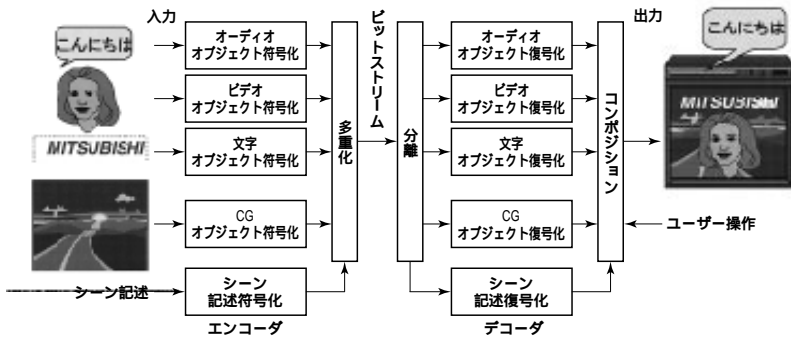 入力
こんにちは
MITSUBISHI
シーン記述
オーディオ
オブジェクト符号化
ビデオ
オブジェクト符号化
文字
オブジェクト符号化
CG
オブジェクト符号化
シーン
記述符号化
エンコーダ
多重化
ビットストリーム
分離
オーディオ
オブジェクト復号化
ビデオ
オブジェクト復号化
文字
オブジェクト復号化
CG
オブジェクト復号化
シーン
記述復号化
デコーダ
コンポジション
出力
こんにちは
MITSUBISHI
ユーザー操作